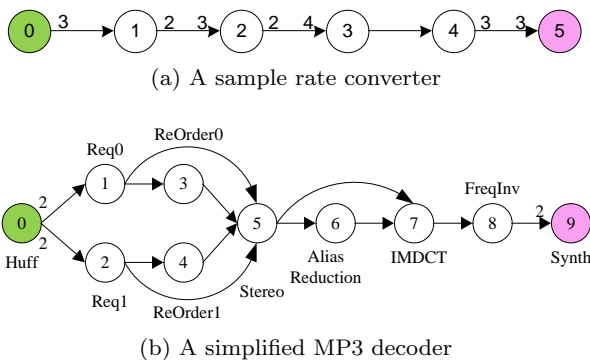 0 3 1 2 3 2 2 4 3 4 3 3 5
(a) A sample rate converter
ReOrder0
Req0
1 3
FreqInv
2
0 5 6 7 8 2 9
2
Huff Alias IMDCT Synth
Reduction
2 4
Stereo
Req1
ReOrder1
(b) A simplified MP3 decoder